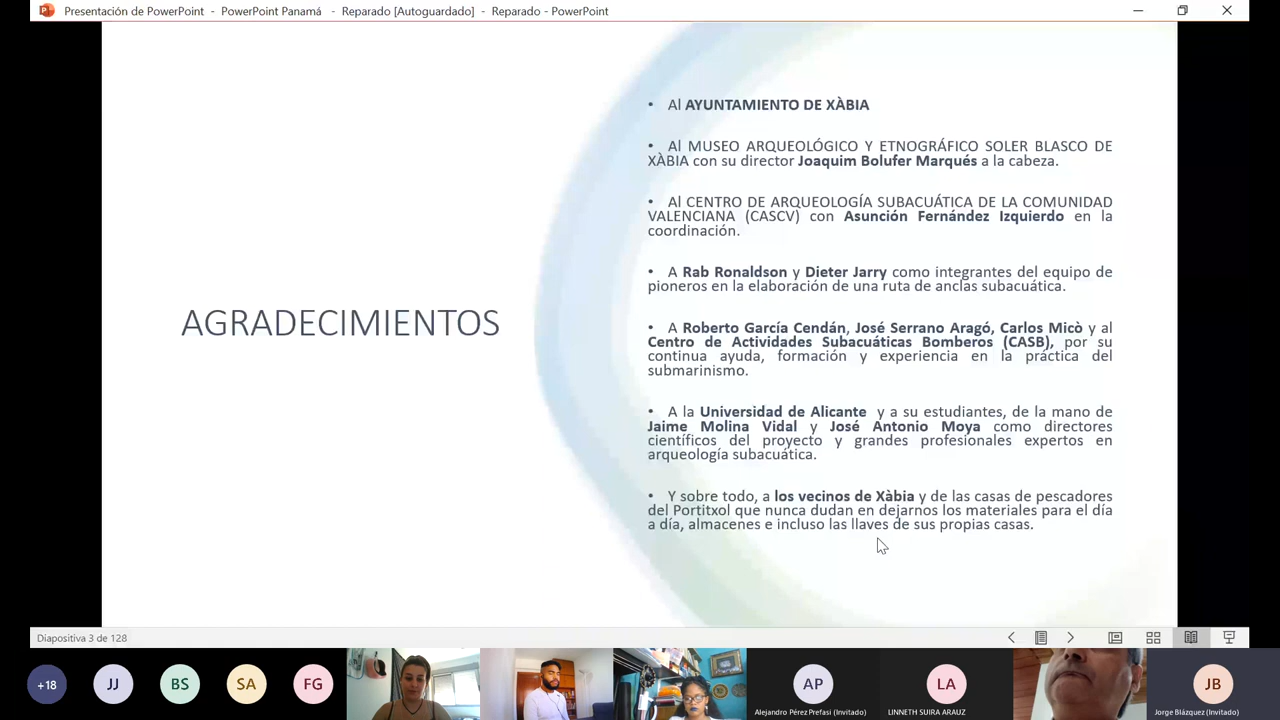 Presentación de PowerPoint - PowerPoint Panamá - Reparado [Autoguardado] - Reparado - PowerPoint
AGRADECIMIENTOS
• Al AYUNTAMIENTO DE XÀBIA
• Al MUSEO ARQUEOLÓGICO Y ETNOGRÁFICO SOLER BLASCO DE
XÀBIA con su director Joaquim Bolufer Marqués a la cabeza.
• Al CENTRO DE ARQUEOLOGÍA SUBACUÁTICA DE LA COMUNIDAD
VALENCIANA (CASCV) con Asunción Fernández Izquierdo en la
coordinación.
• A Rab Ronaldson y Dieter Jarry como integrantes del equipo de
pioneros en la elaboración de una ruta de anclas subacuática.
• A Roberto García Cendán, José Serrano Aragó, Carlos Micò y al
Centro de Actividades Subacuáticas Bomberos (CASB), por su
continua ayuda, formación y experiencia en la práctica del
submarinismo.
• A la Universidad de Alicante y a su estudiantes, de la mano de
Jaime Molina Vidal y José Antonio Moya como directores
científicos del proyecto y grandes profesionales expertos en
arqueología subacuática.
• Y sobre todo, a los vecinos de Xàbia y de las casas de pescadores
del Portitxol que nunca dudan en dejarnos los materiales para el día
a día, almacenes e incluso las llaves de sus propias casas.
Diapositiva 3 de 128
+18
JJ
BS
SA
FG
AP
Alejandro Pérez Prefasi (Invitado)
LA
LINNETH SUIRA ARAUZ
JB
Jorge Blázquez (Invitado)